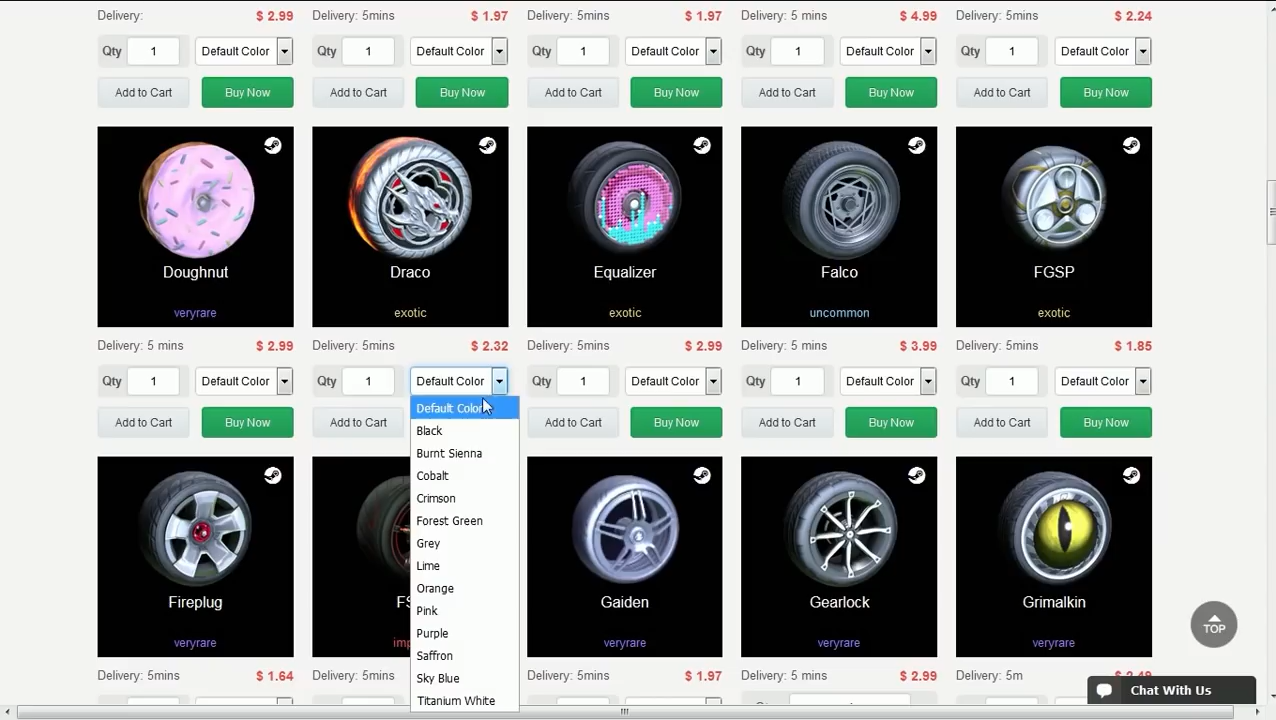 Delivery: $ 2.99 Delivery: 5mins $ 1.97 Delivery: 5mins $ 1.97 Delivery: 5 mins $ 4.99 Delivery: 5mins $ 2.24
Qty 1 Default Color Qty 1 Default Color Qty 1 Default Color Qty 1 Default Color Qty 1 Default Color
Add to Cart Buy Now Add to Cart Buy Now Add to Cart Buy Now Add to Cart Buy Now Add to Cart Buy Now
Doughnut Draco Equalizer Falco FGSP
veryrare exotic exotic uncommon exotic
Delivery: 5 mins $ 2.99 Delivery: 5mins $ 2.32 Delivery: 5mins $ 2.99 Delivery: 5 mins $ 3.99 Delivery: 5mins $ 1.85
Qty 1 Default Color Qty 1 Default Color Qty 1 Default Color Qty 1 Default Color Qty 1 Default Color
Add to Cart Buy Now Add to Cart Add to Cart Buy Now Add to Cart Buy Now Add to Cart Buy Now
Default Color
Black
Burnt Sienna
Cobalt
Crimson
Forest Green
Grey
Lime
Orange
Pink
Purple
Saffron
Sky Blue
Titanium White
Fireplug FS Gaiden Gearlock Grimalkin
veryrare imp veryrare veryrare veryrare
Delivery: 5mins $ 1.64 Delivery: 5mins Delivery: 5mins $ 1.97 Delivery: 5mins $ 2.99 Delivery: 5m $ 2.49
TOP
Chat With Us